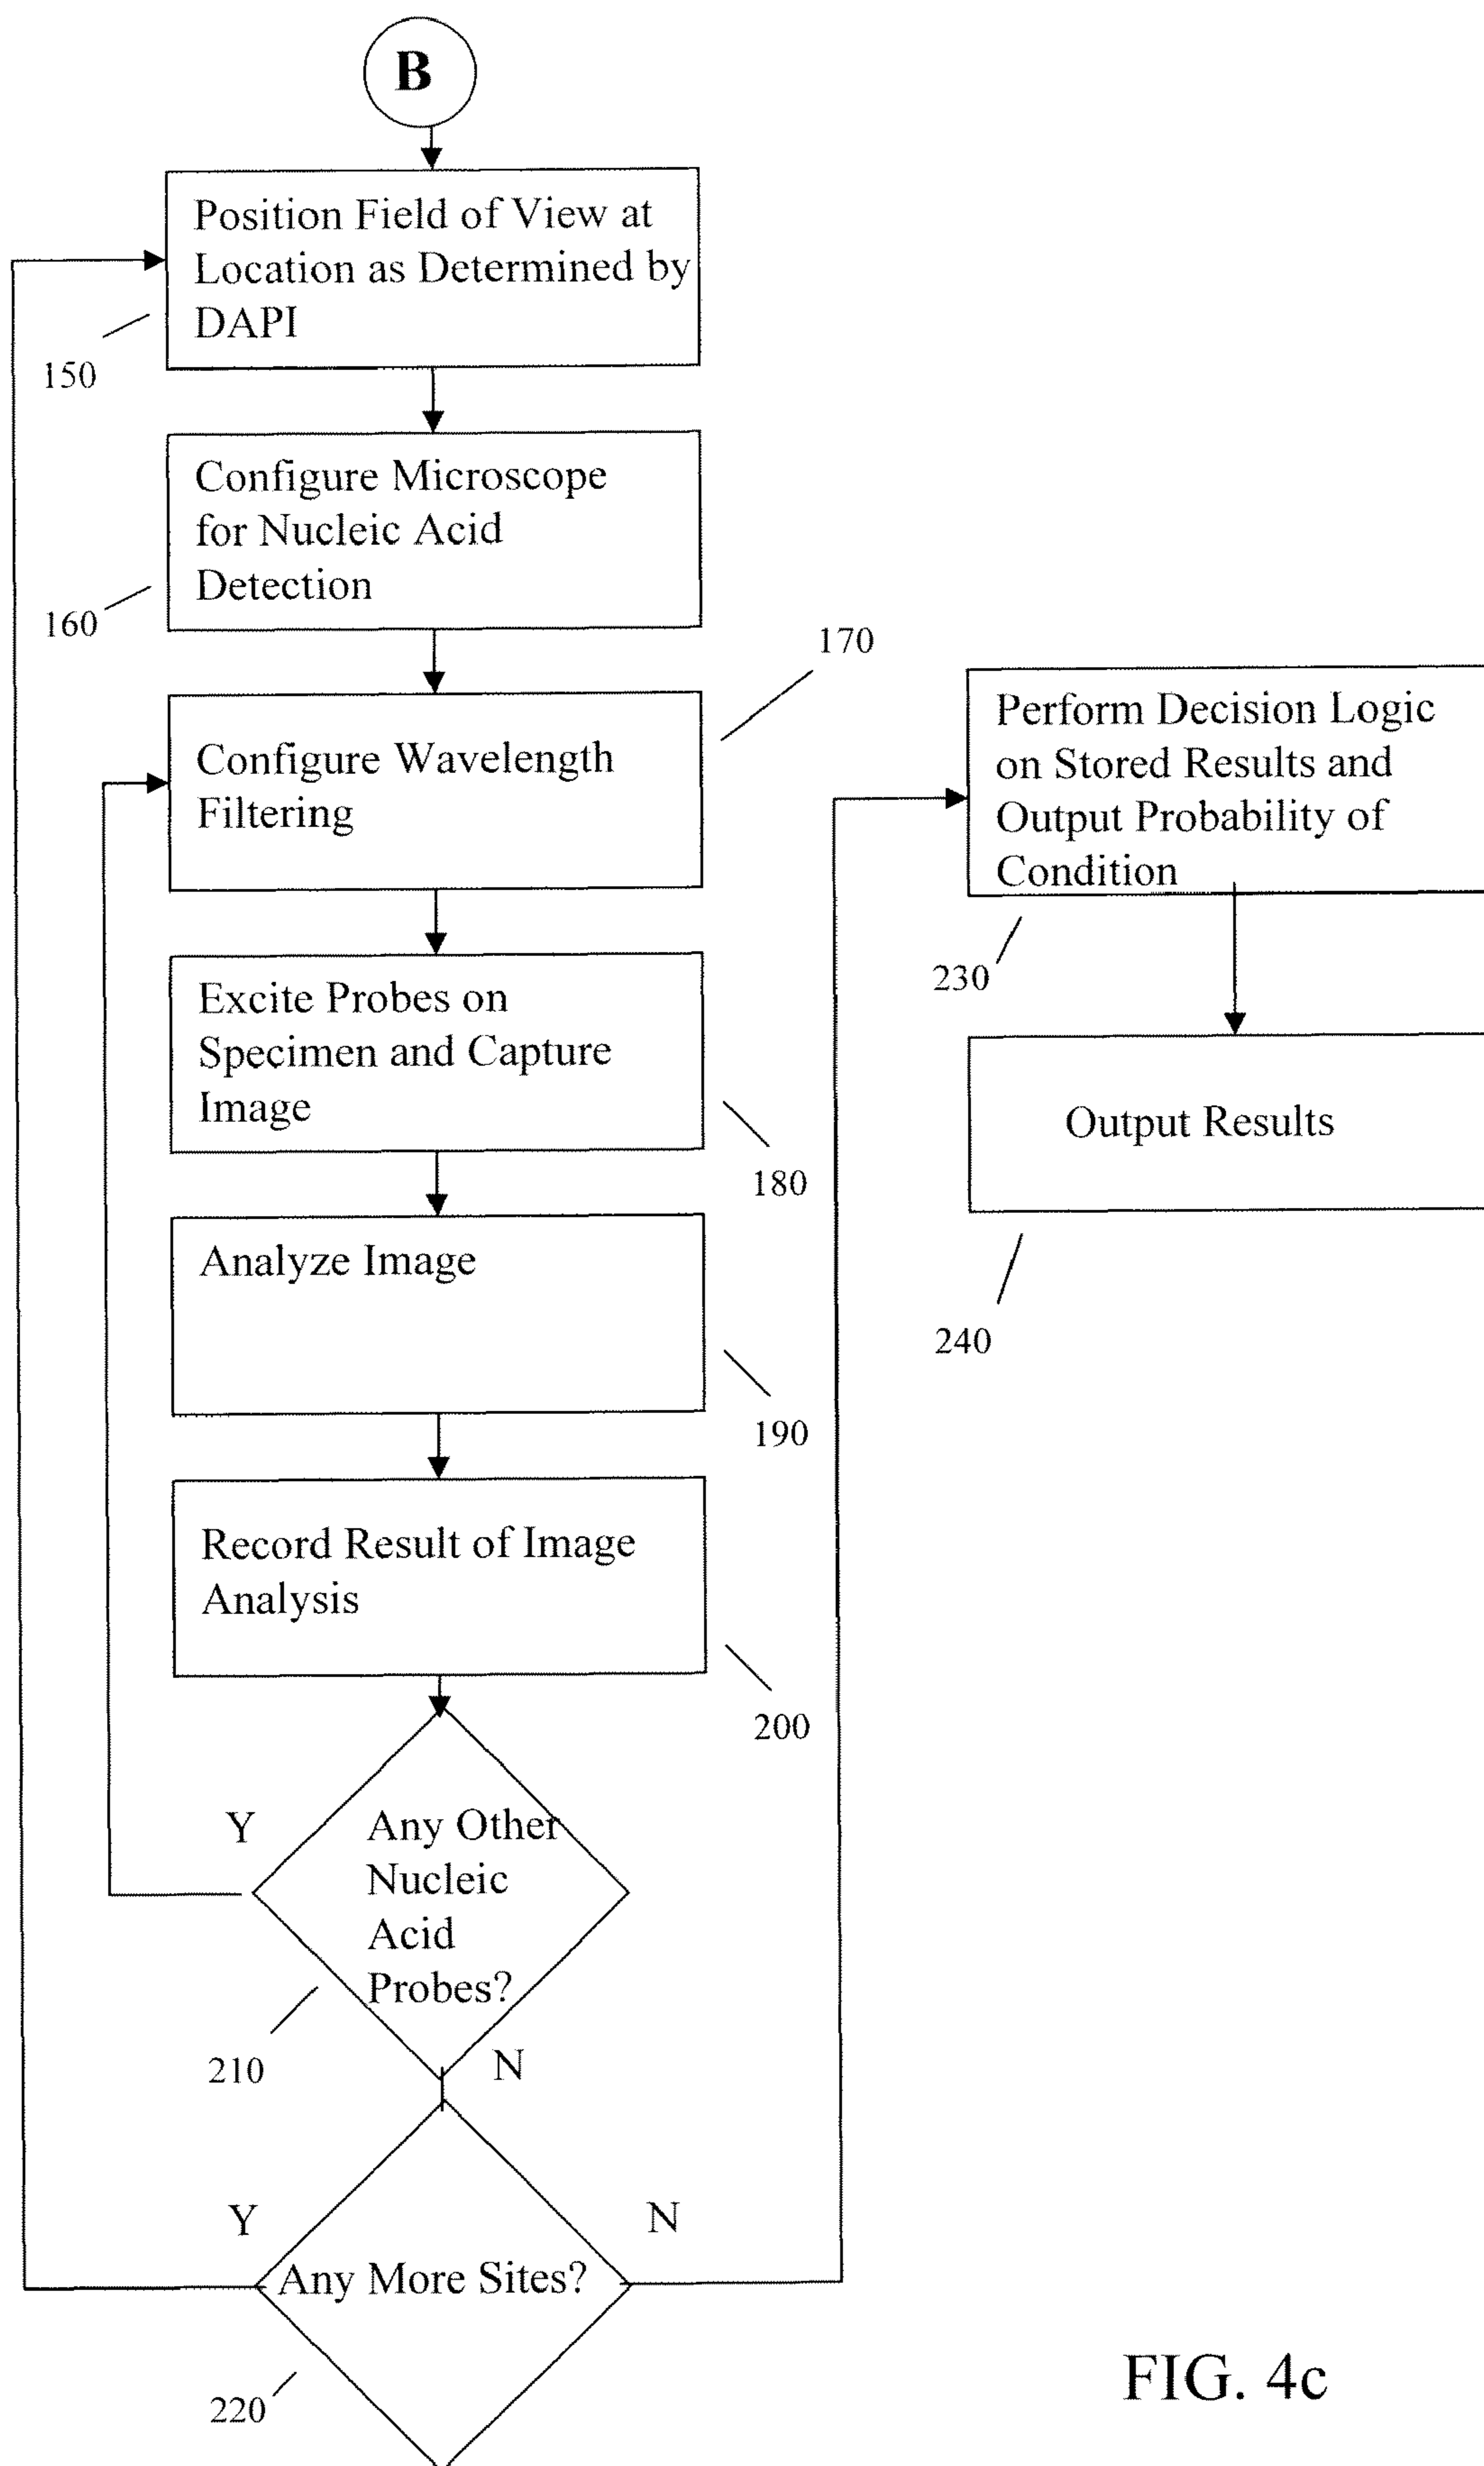 B
Position Field of View at
Location as Determined by
DAPI
150
Configure Microscope
for Nucleic Acid
Detection
160
170
Configure Wavelength
Filtering
Excite Probes on
Specimen and Capture
Image
180
Analyze Image
190
Record Result of Image
Analysis
200
Y
Any Other
Nucleic
Acid
Probes?
210
N
Y
N
Any More Sites?
220
Perform Decision Logic
on Stored Results and
Output Probability of
Condition
230
Output Results
240
FIG. 4c